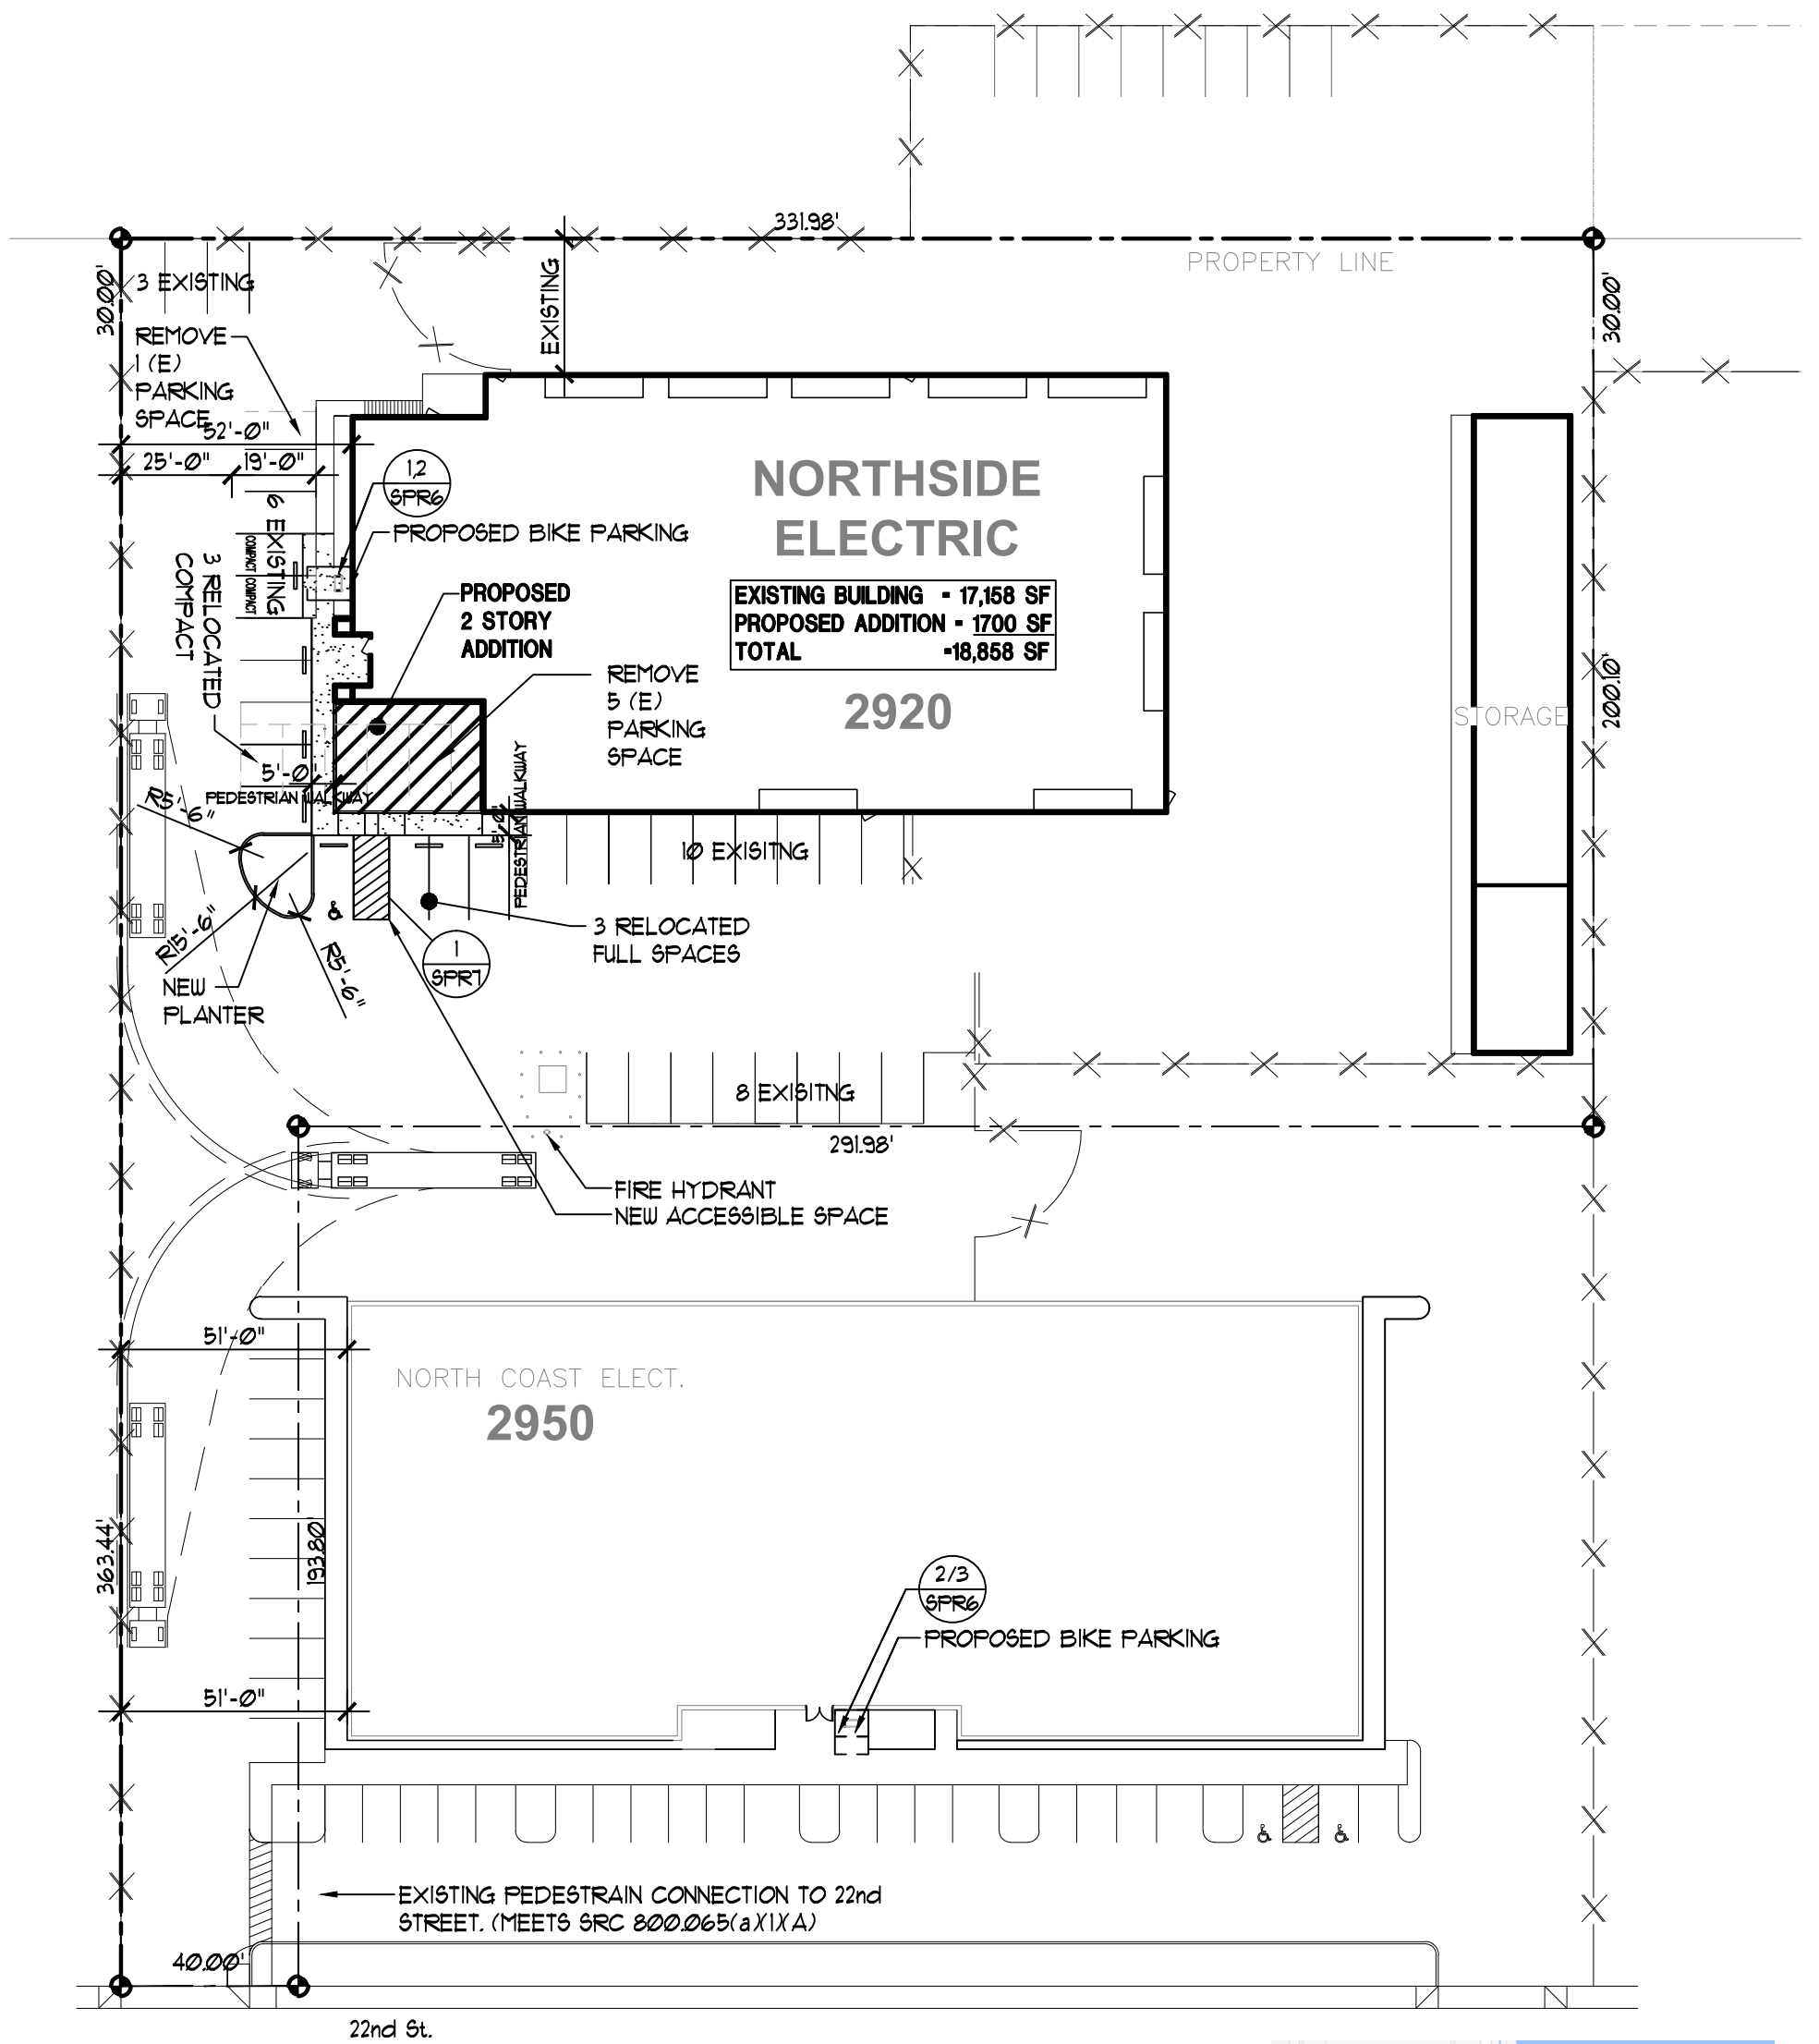 331.98'
PROPERTY LINE
30.00'
3 EXISTING
EXISTING
30.00'
REMOVE
1 (E)
PARKING
SPACE
52'-0"
25'-0"
19'-0"
1,2
SPR6
NORTHSIDE
ELECTRIC
PROPOSED BIKE PARKING
6 EXISTING
COMPACT
COMPACT
3 RELOCATED
COMPACT
PROPOSED
2 STORY
ADDITION
EXISTING BUILDING - 17,158 SF
PROPOSED ADDITION - 1700 SF
TOTAL -18,858 SF
REMOVE
5 (E)
PARKING
SPACE
2920
STORAGE
200.10'
5'-0"
PEDESTRIAN WALKWAY
5'-0"
PEDESTRIAN WALKWAY
R5'-6"
10 EXISITNG
R15'-6"
R5'-6"
3 RELOCATED
FULL SPACES
1
SPR7
NEW
PLANTER
8 EXISITNG
291.98'
FIRE HYDRANT
NEW ACCESSIBLE SPACE
51'-0"
NORTH COAST ELECT.
2950
363.44'
193.80'
2/3
SPR6
PROPOSED BIKE PARKING
51'-0"
EXISTING PEDESTRAIN CONNECTION TO 22nd
STREET. (MEETS SRC 800.065(a)(1)(A)
40.00'
22nd St.